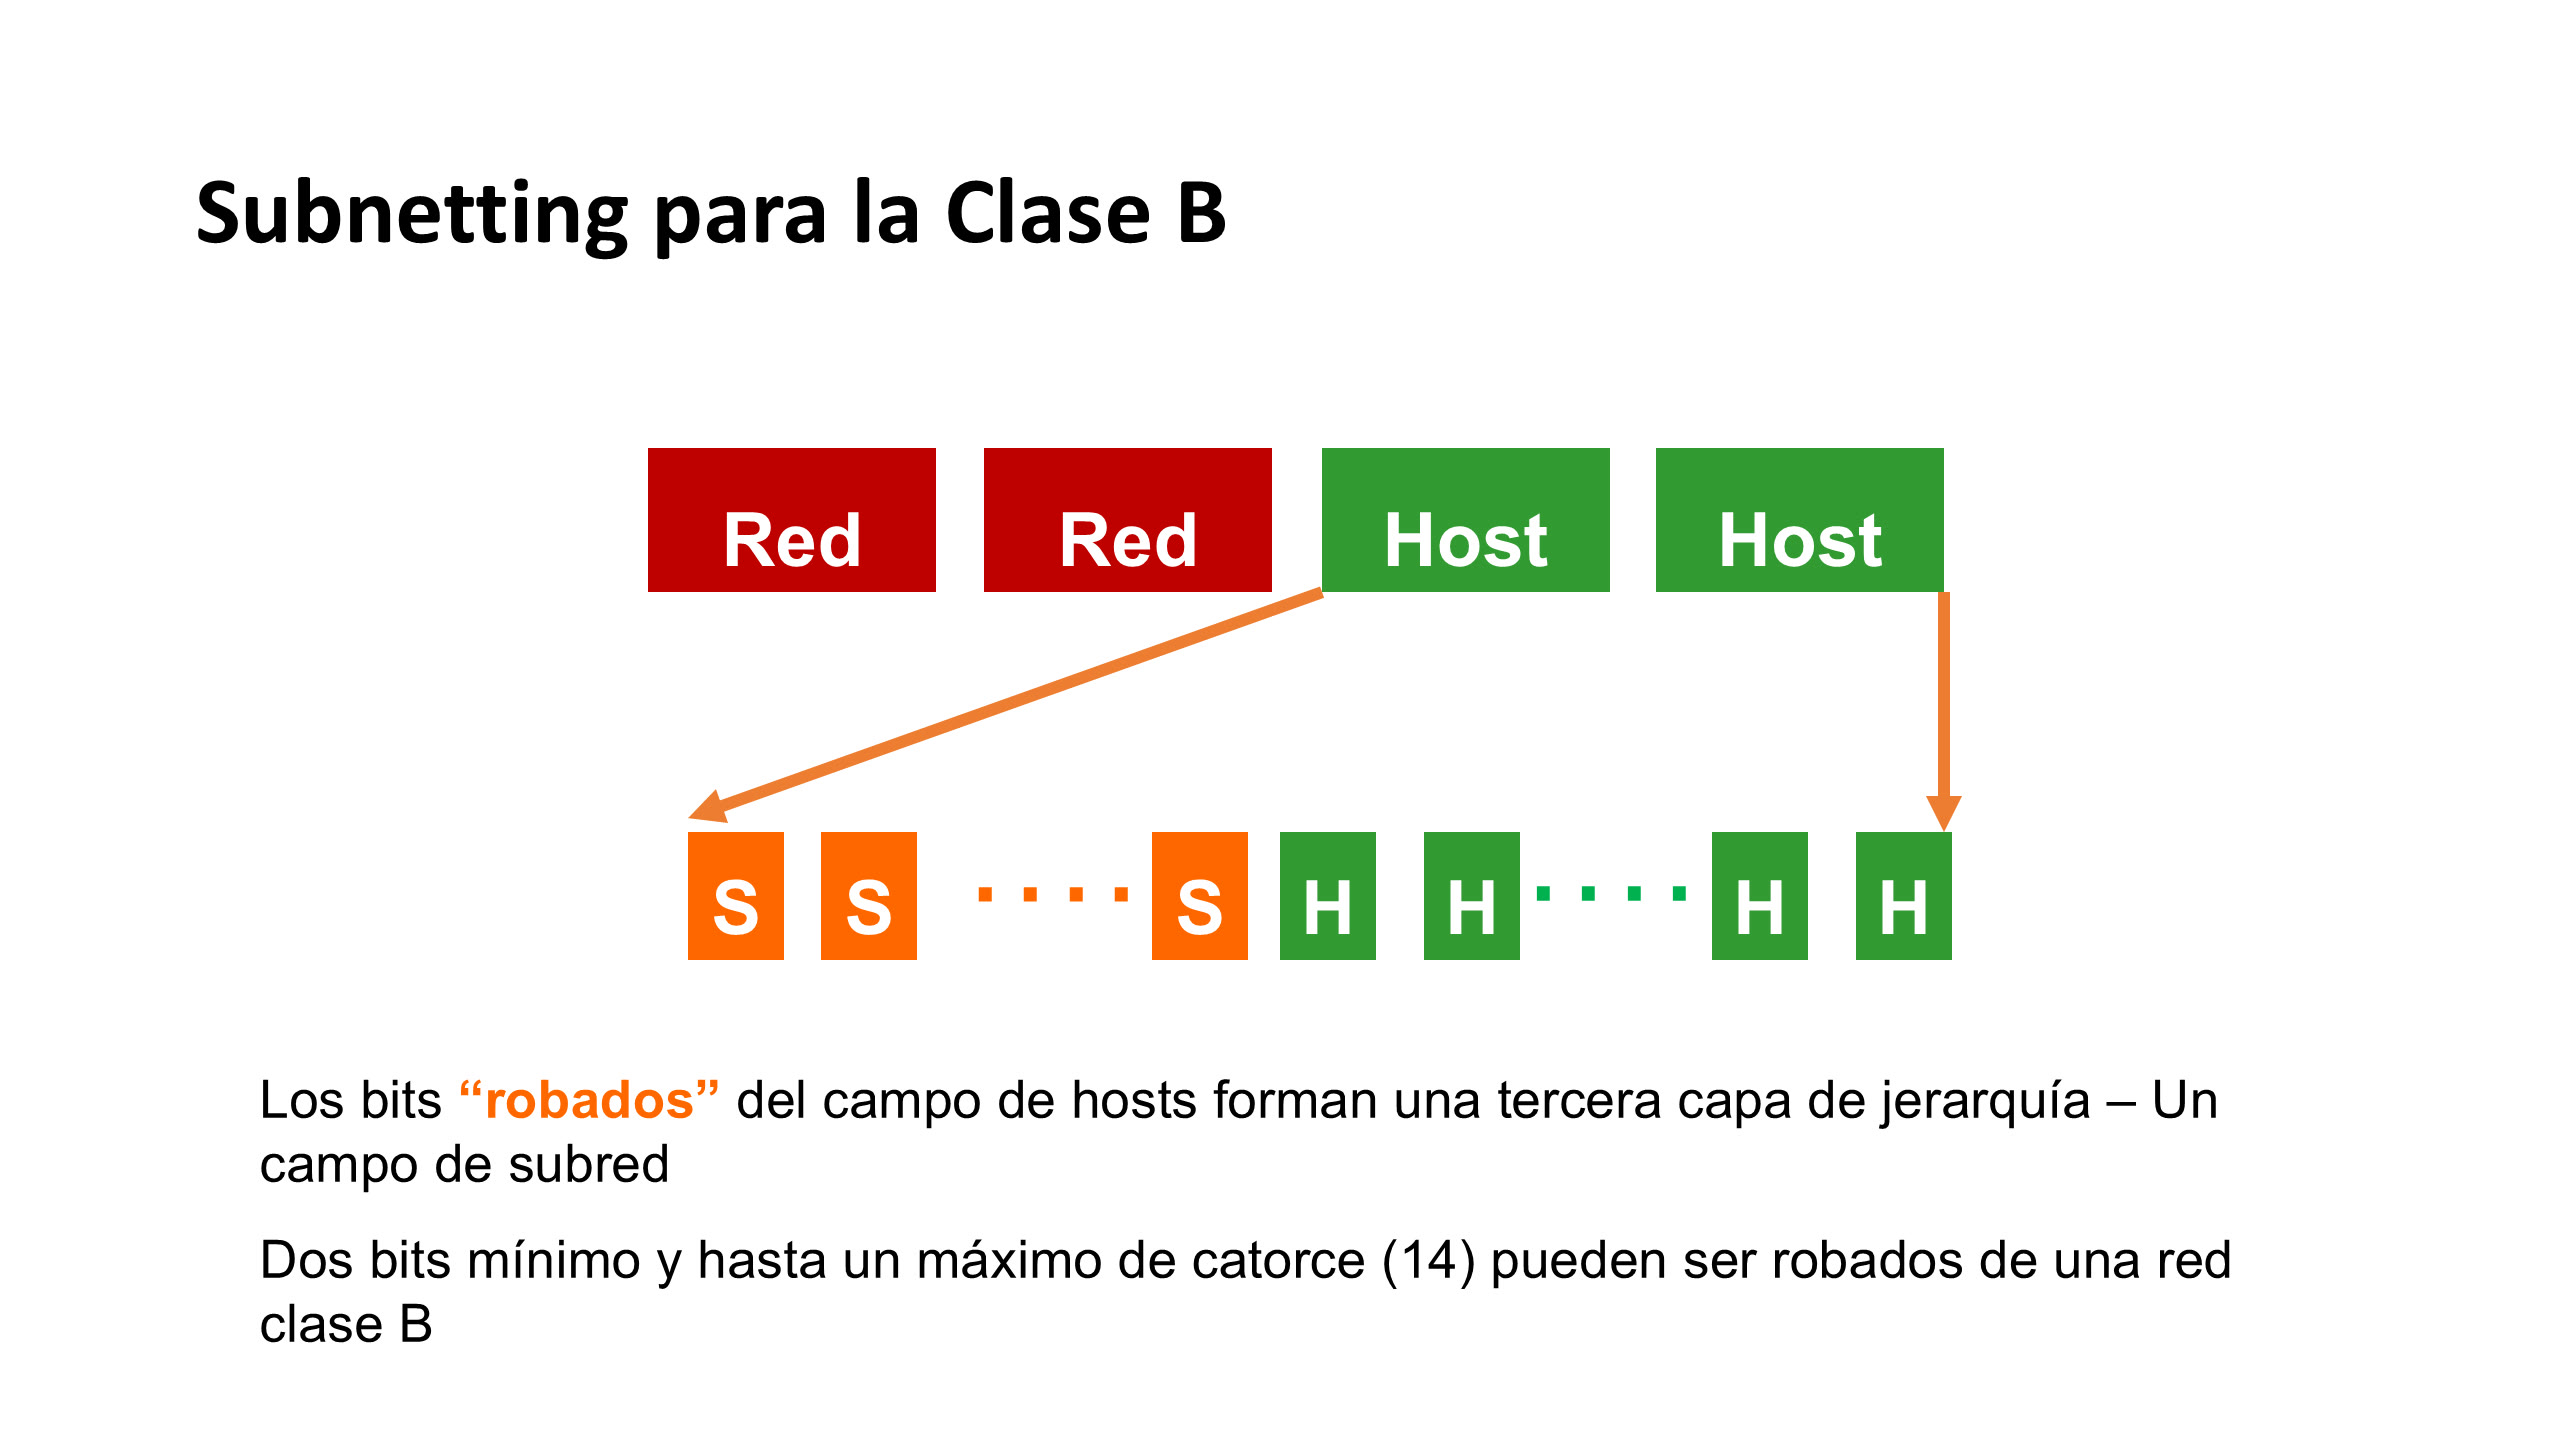 Subnetting para la Clase B
Red Red Host Host
S S . . . . S H H . . . . H H
Los bits “robados” del campo de hosts forman una tercera capa de jerarquía – Un
campo de subred
Dos bits mínimo y hasta un máximo de catorce (14) pueden ser robados de una red
clase B